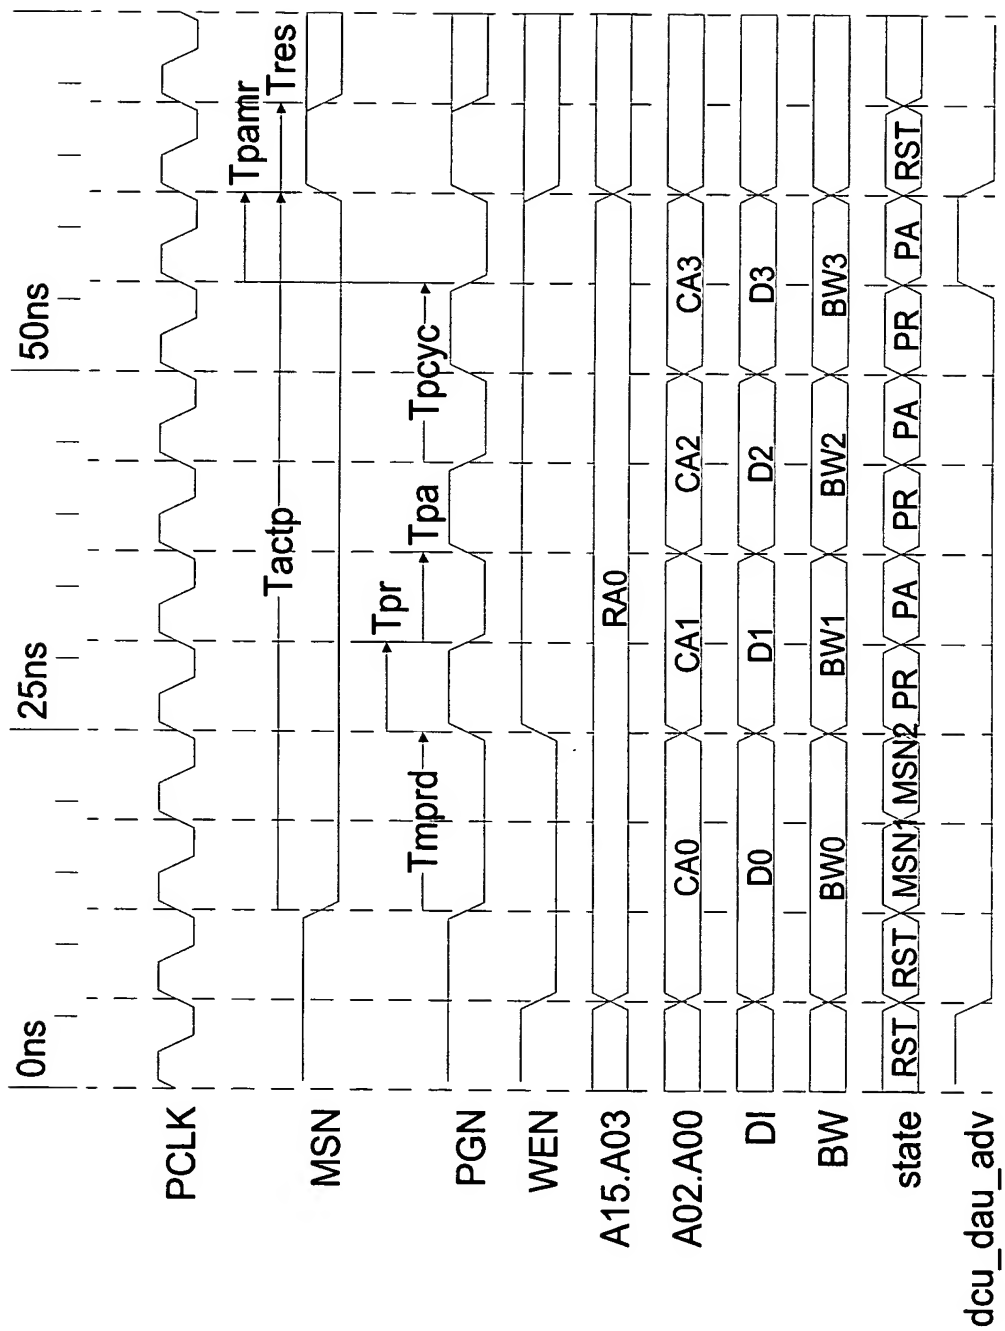 0ns
25ns
50ns
PCLK
Tpamr
Tactp
Tres
MSN
Tpr
Tmprd
Tpa
Tpcyc
PGN
WEN
A15.A03
RA0
A02.A00
CA0
CA1
CA2
CA3
DI
D0
D1
D2
D3
BW
BW0
BW1
BW2
BW3
state
RST
RST
MSN1
MSN2
PR
PA
PR
PA
PR
PA
RST
dcu_dau_adv